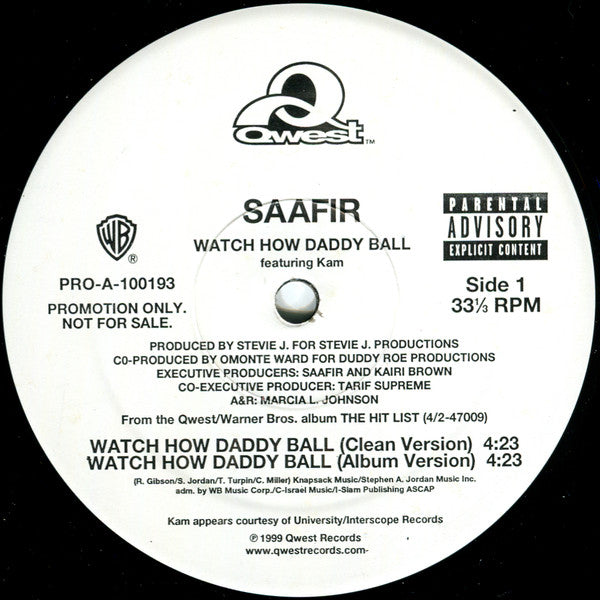 Qwest™
SAAFIR
WATCH HOW DADDY BALL
featuring Kam
WB®
PRO-A-100193
PROMOTION ONLY.
NOT FOR SALE.
PARENTAL
ADVISORY
EXPLICIT CONTENT
Side 1
33⅓ RPM
PRODUCED BY STEVIE J. FOR STEVIE J. PRODUCTIONS
C0-PRODUCED BY OMONTE WARD FOR DUDDY ROE PRODUCTIONS
EXECUTIVE PRODUCERS: SAAFIR AND KAIRI BROWN
CO-EXECUTIVE PRODUCER: TARIF SUPREME
A&R: MARCIA L. JOHNSON
From the Qwest/Warner Bros. album THE HIT LIST (4/2-47009)
WATCH HOW DADDY BALL (Clean Version) 4:23
WATCH HOW DADDY BALL (Album Version) 4:23
(R. Gibson/S. Jordan/T. Turpin/C. Miller) Knapsack Music/Stephen A. Jordan Music Inc.
adm. by WB Music Corp./C-Israel Music/I-Slam Publishing ASCAP
Kam appears courtesy of University/Interscope Records
℗ 1999 Qwest Records
www.qwestrecords.com-